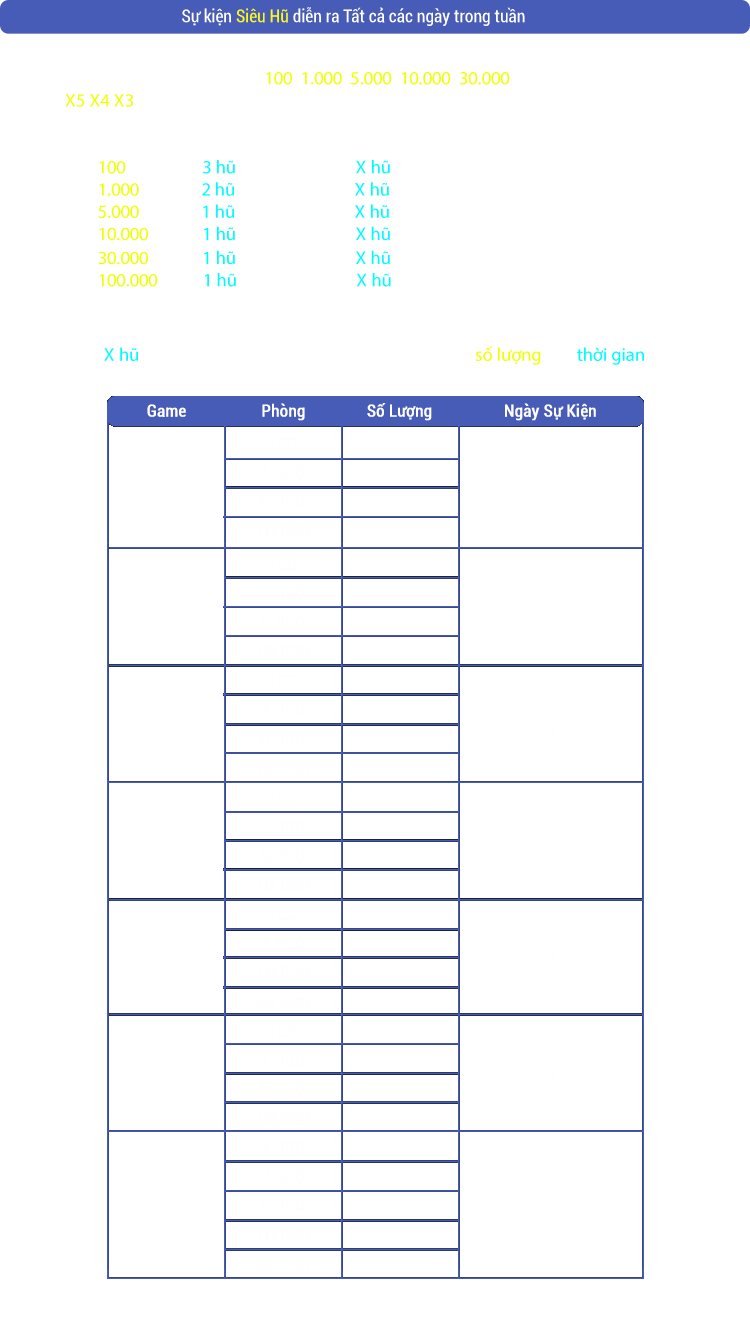 Sự kiện Siêu Hũ diễn ra Tất cả các ngày trong tuần
100 1.000 5.000 10.000 30.000
X5 X4 X3
100 3 hũ X hũ
1.000 2 hũ X hũ
5.000 1 hũ X hũ
10.000 1 hũ X hũ
30.000 1 hũ X hũ
100.000 1 hũ X hũ
X hũ số lượng thời gian
Game Phòng Số Lượng Ngày Sự Kiện